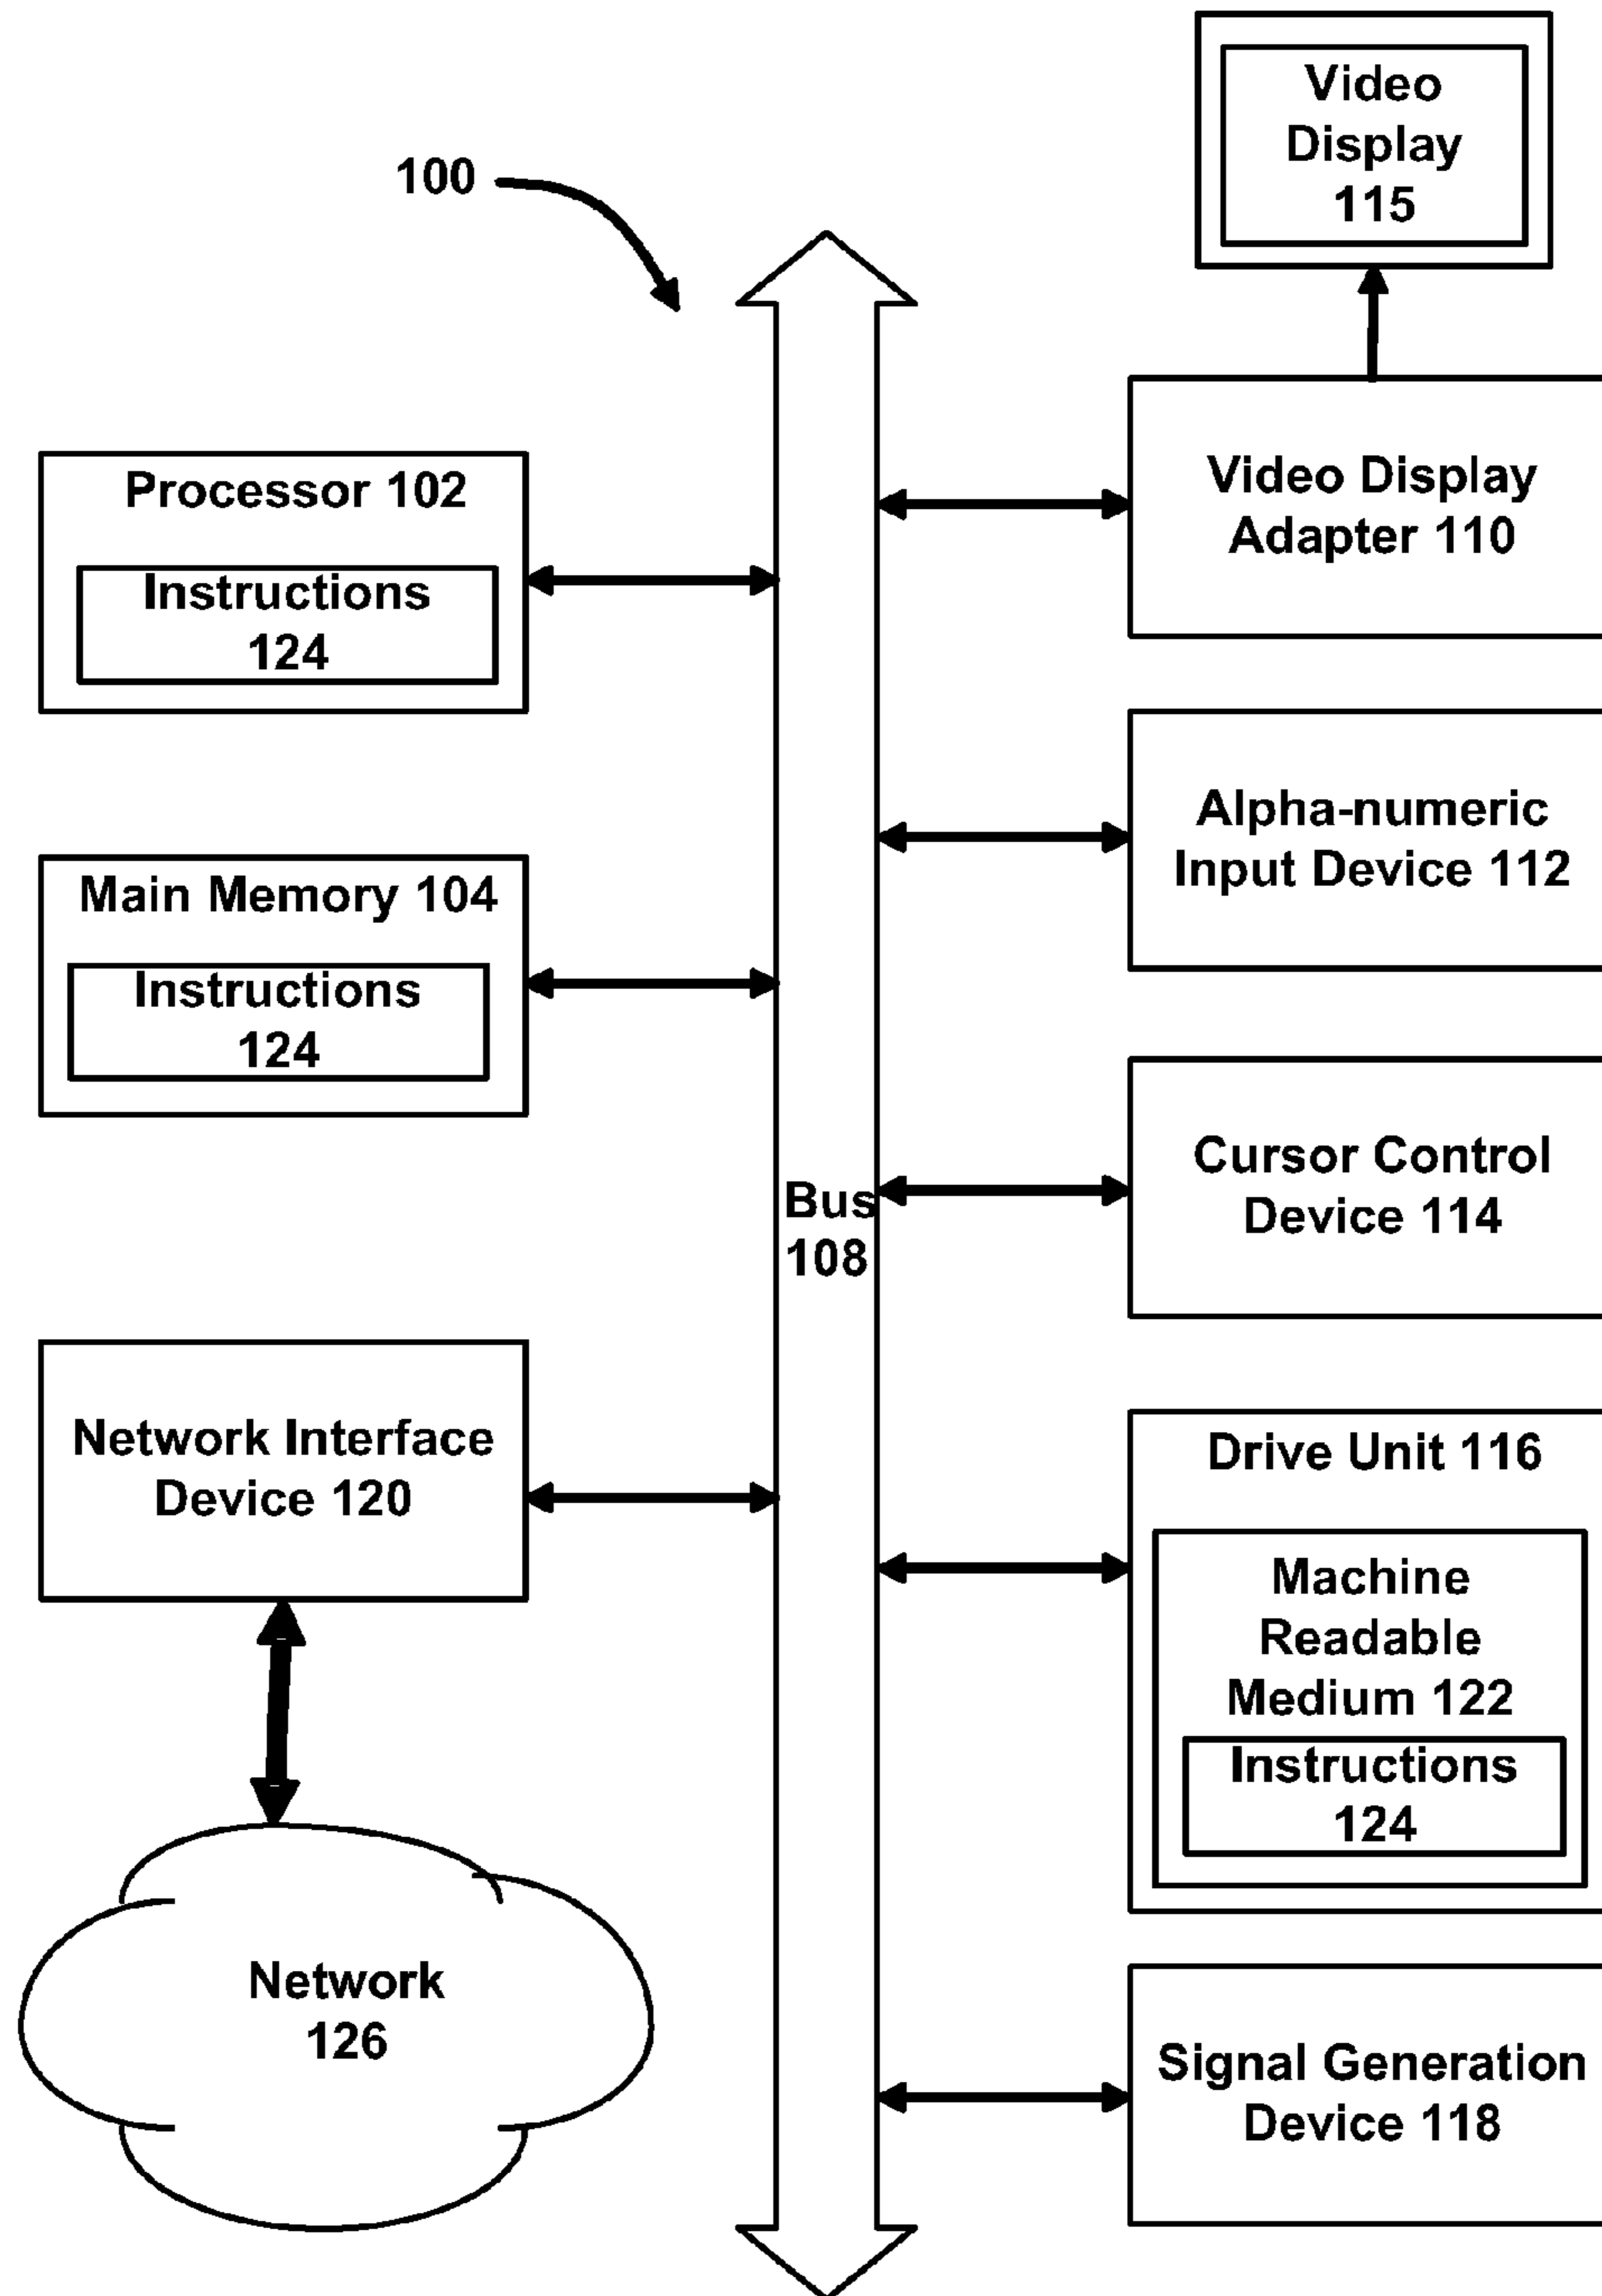 Video
Display
115
100
Processor 102
Instructions
124
Video Display
Adapter 110
Main Memory 104
Instructions
124
Alpha-numeric
Input Device 112
Bus
108
Cursor Control
Device 114
Network Interface
Device 120
Drive Unit 116
Machine
Readable
Medium 122
Instructions
124
Network
126
Signal Generation
Device 118